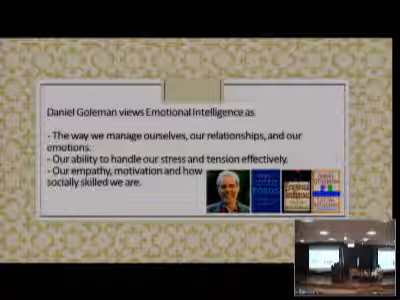 Daniel Goleman views Emotional Intelligence as
- The way we manage ourselves, our relationships, and our
emotions.
- Our ability to handle our stress and tension effectively.
- Our empathy, motivation and how
socially skilled we are.